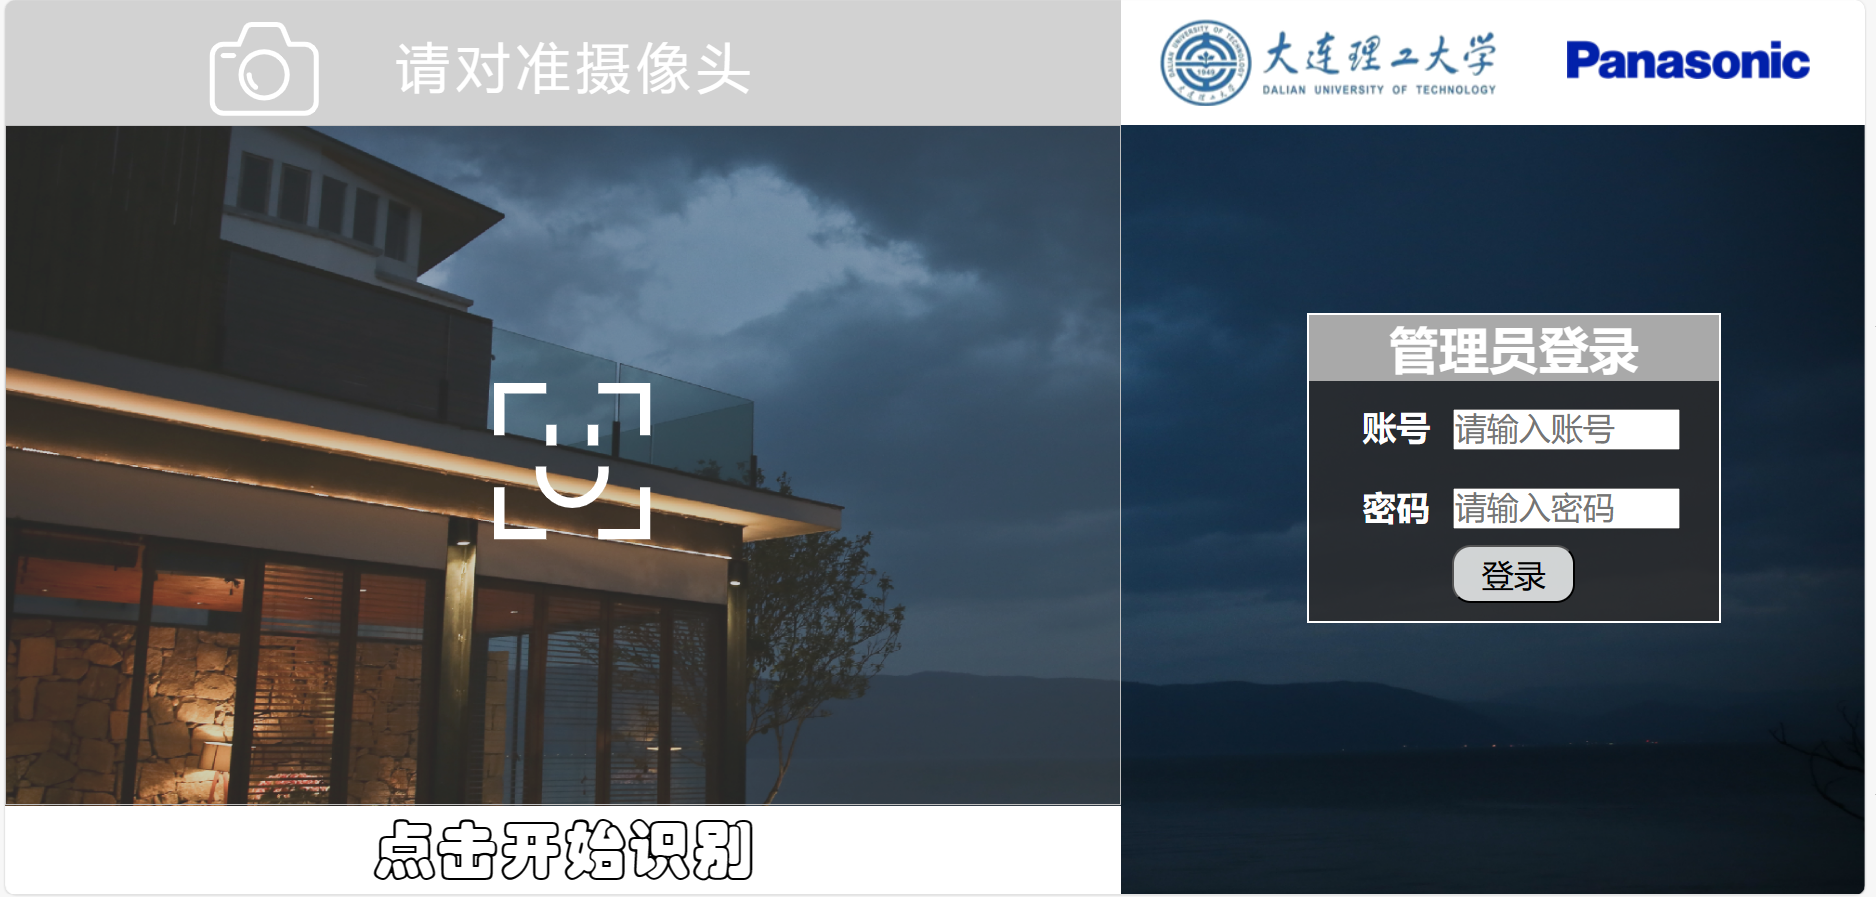 请对准摄像头
大连理工大学
DALIAN UNIVERSITY OF TECHNOLOGY
Panasonic
管理员登录
账号 请输入账号
密码 请输入密码
登录
点击开始识别